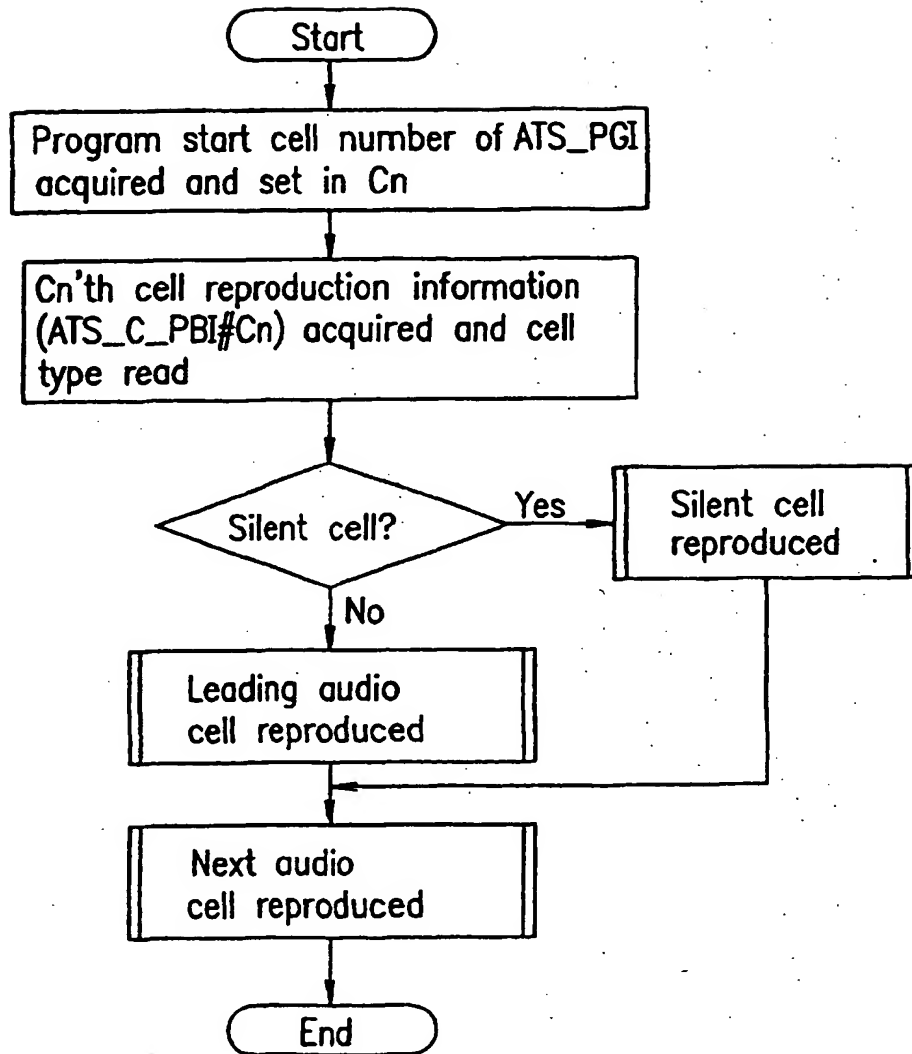 Start
Program start cell number of ATS_PGI
acquired and set in Cn
Cn'th cell reproduction information
(ATS_C_PBI#Cn) acquired and cell
type read
Silent cell?
Yes
Silent cell
reproduced
No
Leading audio
cell reproduced
Next audio
cell reproduced
End